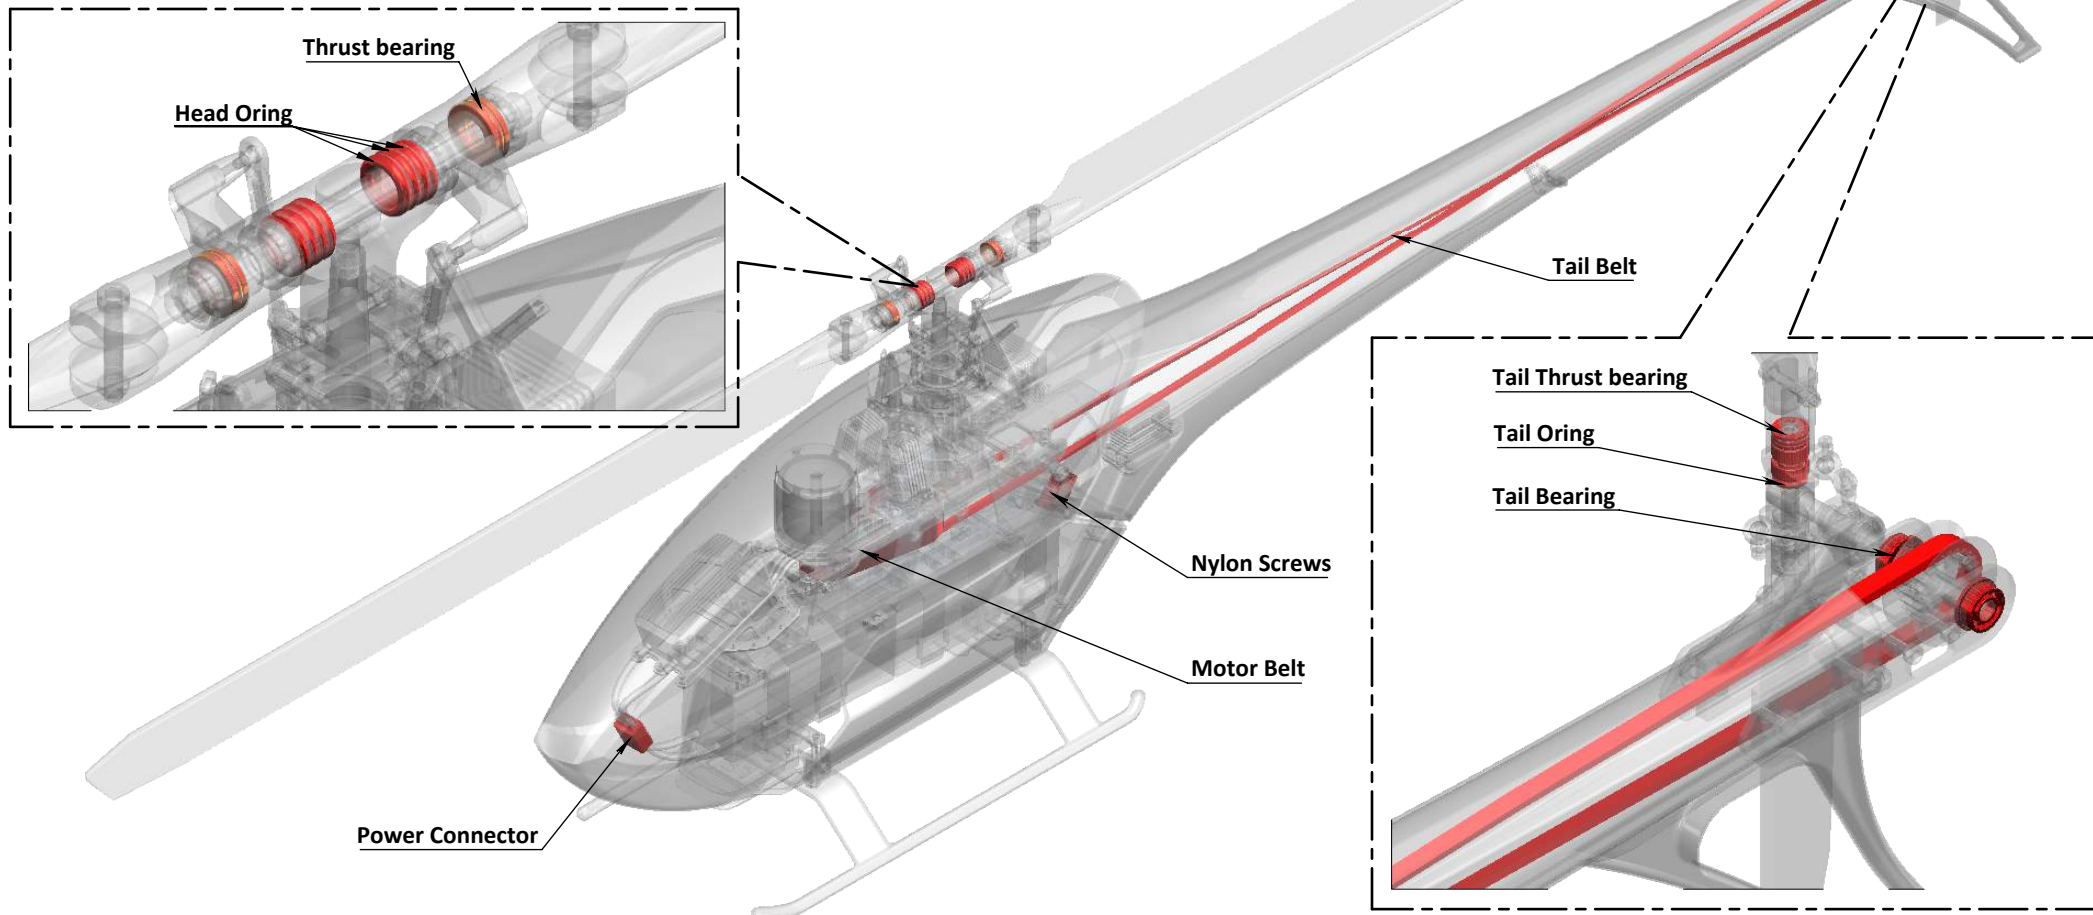 Thrust bearing
Head Oring
Tail Belt
Tail Thrust bearing
Tail Oring
Tail Bearing
Nylon Screws
Motor Belt
Power Connector